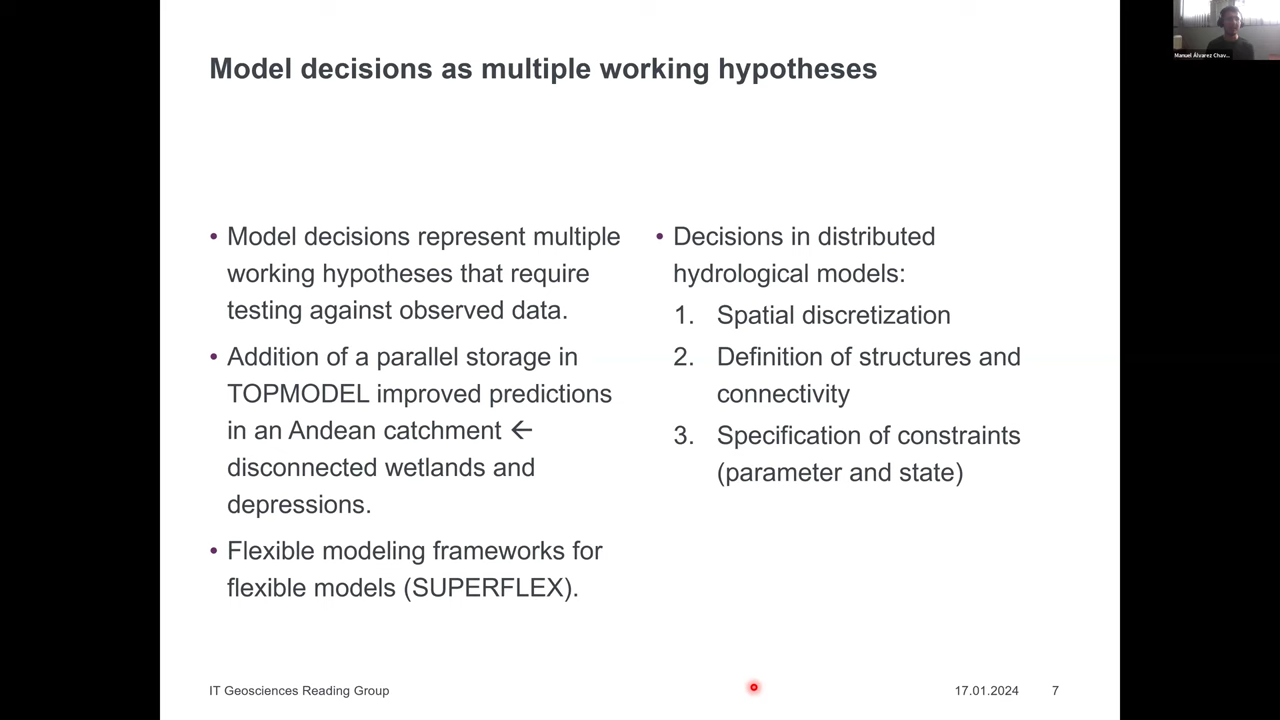 Model decisions as multiple working hypotheses
• Model decisions represent multiple
working hypotheses that require
testing against observed data.
• Addition of a parallel storage in
TOPMODEL improved predictions
in an Andean catchment ←
disconnected wetlands and
depressions.
• Flexible modeling frameworks for
flexible models (SUPERFLEX).
• Decisions in distributed
hydrological models:
1. Spatial discretization
2. Definition of structures and
connectivity
3. Specification of constraints
(parameter and state)
IT Geosciences Reading Group
17.01.2024 7
Manuel Álvarez Chav...